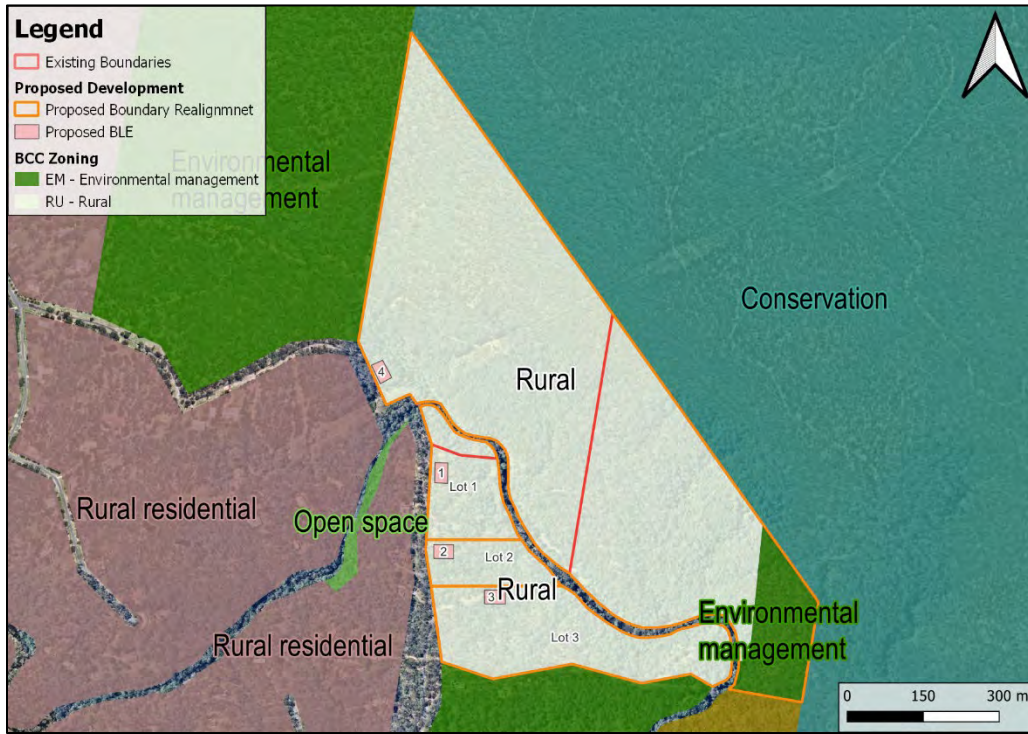 Legend
Existing Boundaries
Proposed Development
Proposed Boundary Realignmnet
Proposed BLE
BCC Zoning
EM - Environmental management
RU - Rural
Environmental
management
Conservation
4
Rural
1
Lot 1
Rural residential
Open space
2
Lot 2
3
Rural
Environmental
management
Rural residential
Lot 3
0 150 300 m